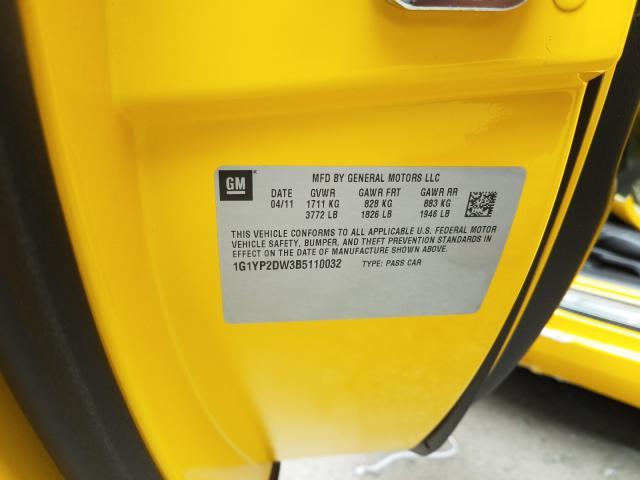 GM
MFD BY GENERAL MOTORS LLC
DATE GVWR GAWR FRT GAWR RR
04/11 1711 KG 828 KG 883 KG
3772 LB 1826 LB 1946 LB
THIS VEHICLE CONFORMS TO ALL APPLICABLE U.S. FEDERAL MOTOR
VEHICLE SAFETY, BUMPER, AND THEFT PREVENTION STANDARDS IN
EFFECT ON THE DATE OF MANUFACTURE SHOWN ABOVE.
1G1YP2DW3B5110032 TYPE: PASS CAR